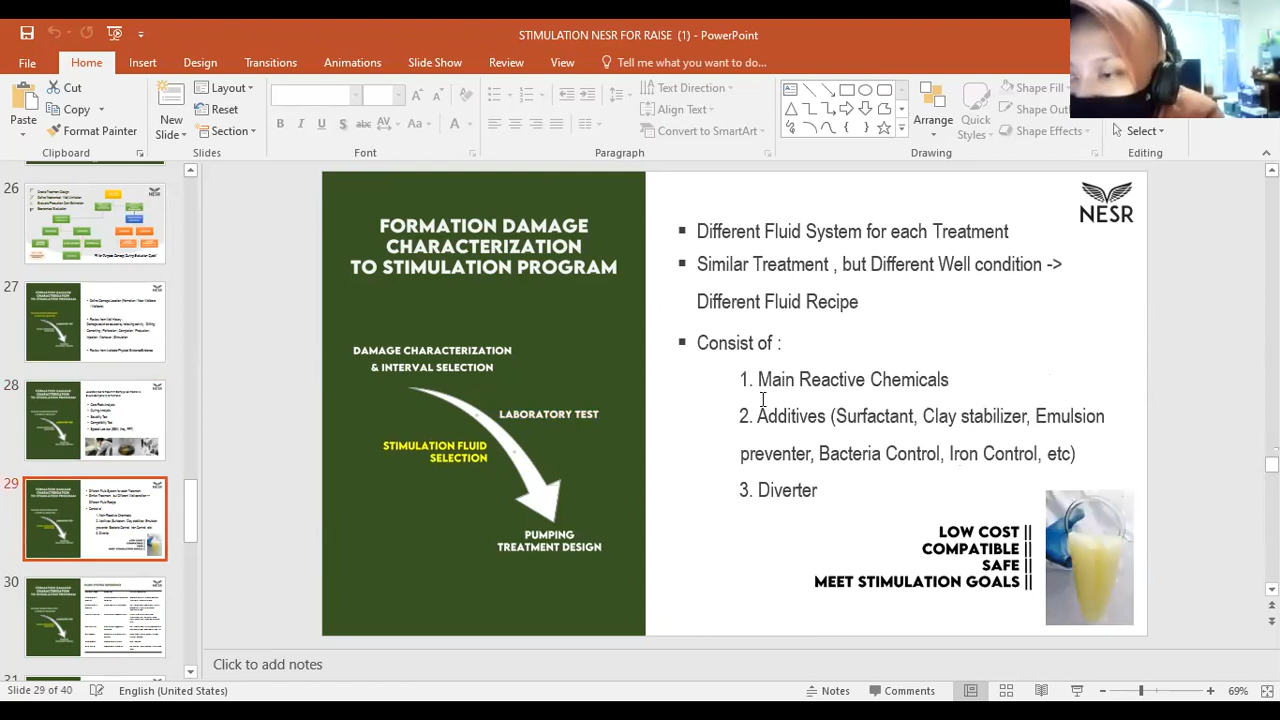 STIMULATION NESR FOR RAISE (1) - PowerPoint
File Home Insert Design Transitions Animations Slide Show Review View Tell me what you want to do...
Paste
Cut
Copy
Format Painter
Clipboard
New
Slide
Layout
Reset
Section
Slides
B I U S abc AV Aa A
Font
Text Direction
Align Text
Convert to SmartArt
Paragraph
Arrange
Quick
Styles
Shape Fill
Shape Effects
Drawing
Select
Editing
26
27
28
29
30
FORMATION DAMAGE
CHARACTERIZATION
TO STIMULATION PROGRAM
DAMAGE CHARACTERIZATION
& INTERVAL SELECTION
LABORATORY TEST
STIMULATION FLUID
SELECTION
PUMPING
TREATMENT DESIGN
NESR
▪ Different Fluid System for each Treatment
▪ Similar Treatment , but Different Well condition ->
Different Fluid Recipe
▪ Consist of :
1. Main Reactive Chemicals
2. Additives (Surfactant, Clay stabilizer, Emulsion
preventer, Bacteria Control, Iron Control, etc)
3. Diverter
LOW COST
COMPATIBLE
SAFE
MEET STIMULATION GOALS
Click to add notes
Slide 29 of 40 English (United States) Notes Comments 69%